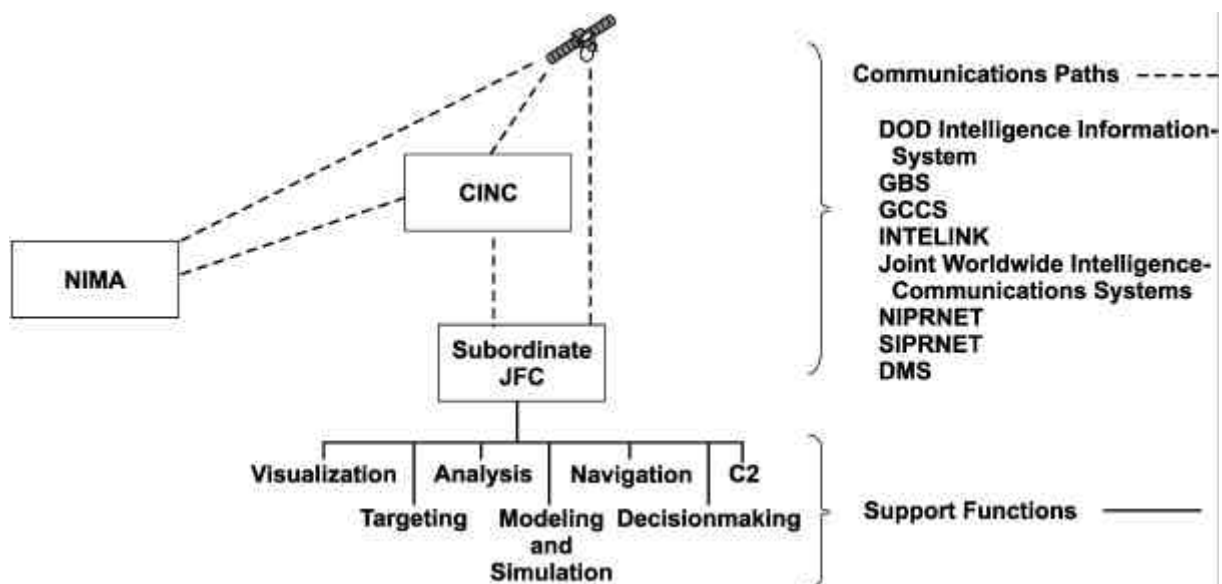 Communications Paths
DOD Intelligence Information-
System
GBS
GCCS
INTELINK
Joint Worldwide Intelligence-
Communications Systems
NIPRNET
SIPRNET
DMS
CINC
NIMA
Subordinate
JFC
Visualization
Analysis
Navigation
C2
Targeting
Modeling
and
Simulation
Decisionmaking
Support Functions